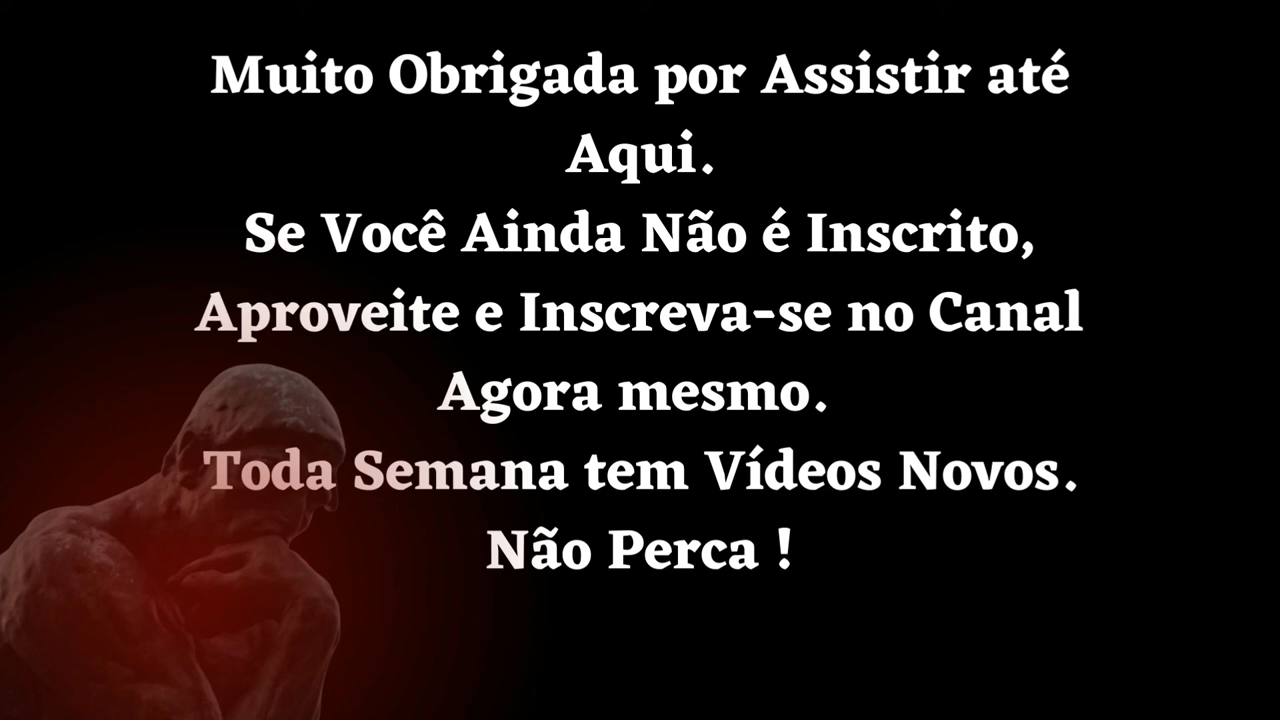 Muito Obrigada por Assistir até
Aqui.
Se Você Ainda Não é Inscrito,
Aproveite e Inscreva-se no Canal
Agora mesmo.
Toda Semana tem Vídeos Novos.
Não Perca !